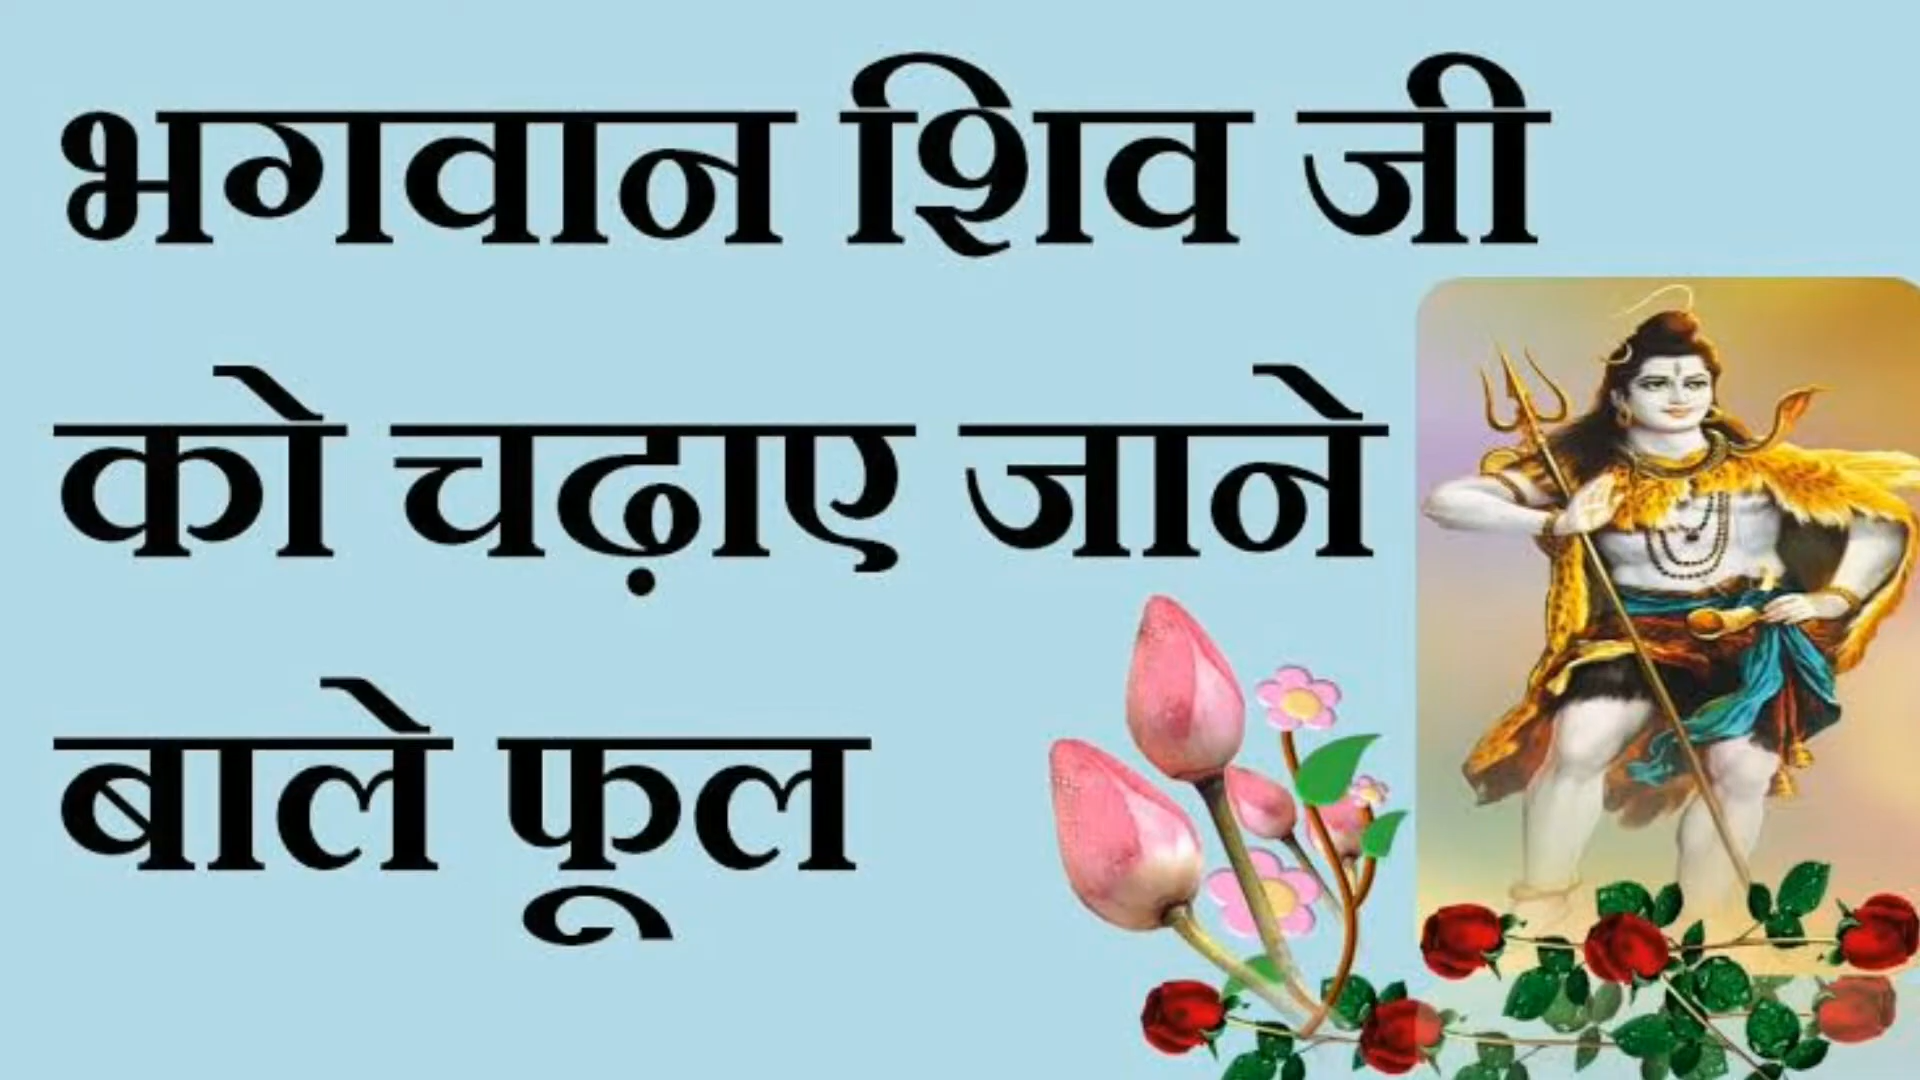 भगवान शिव जी
को चढ़ाए जाने
बाले फूल